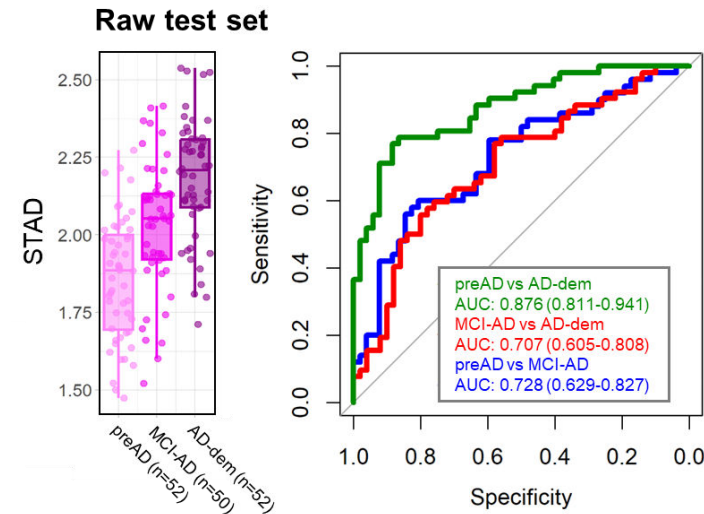 Raw test set
STAD
2.50
2.25
2.00
1.75
1.50
preAD (n=52)
MCI-AD (n=50)
AD-dem (n=52)
Sensitivity
1.0
0.8
0.6
0.4
0.2
0.0
preAD vs AD-dem
AUC: 0.876 (0.811-0.941)
MCI-AD vs AD-dem
AUC: 0.707 (0.605-0.808)
preAD vs MCI-AD
AUC: 0.728 (0.629-0.827)
1.0 0.8 0.6 0.4 0.2 0.0
Specificity